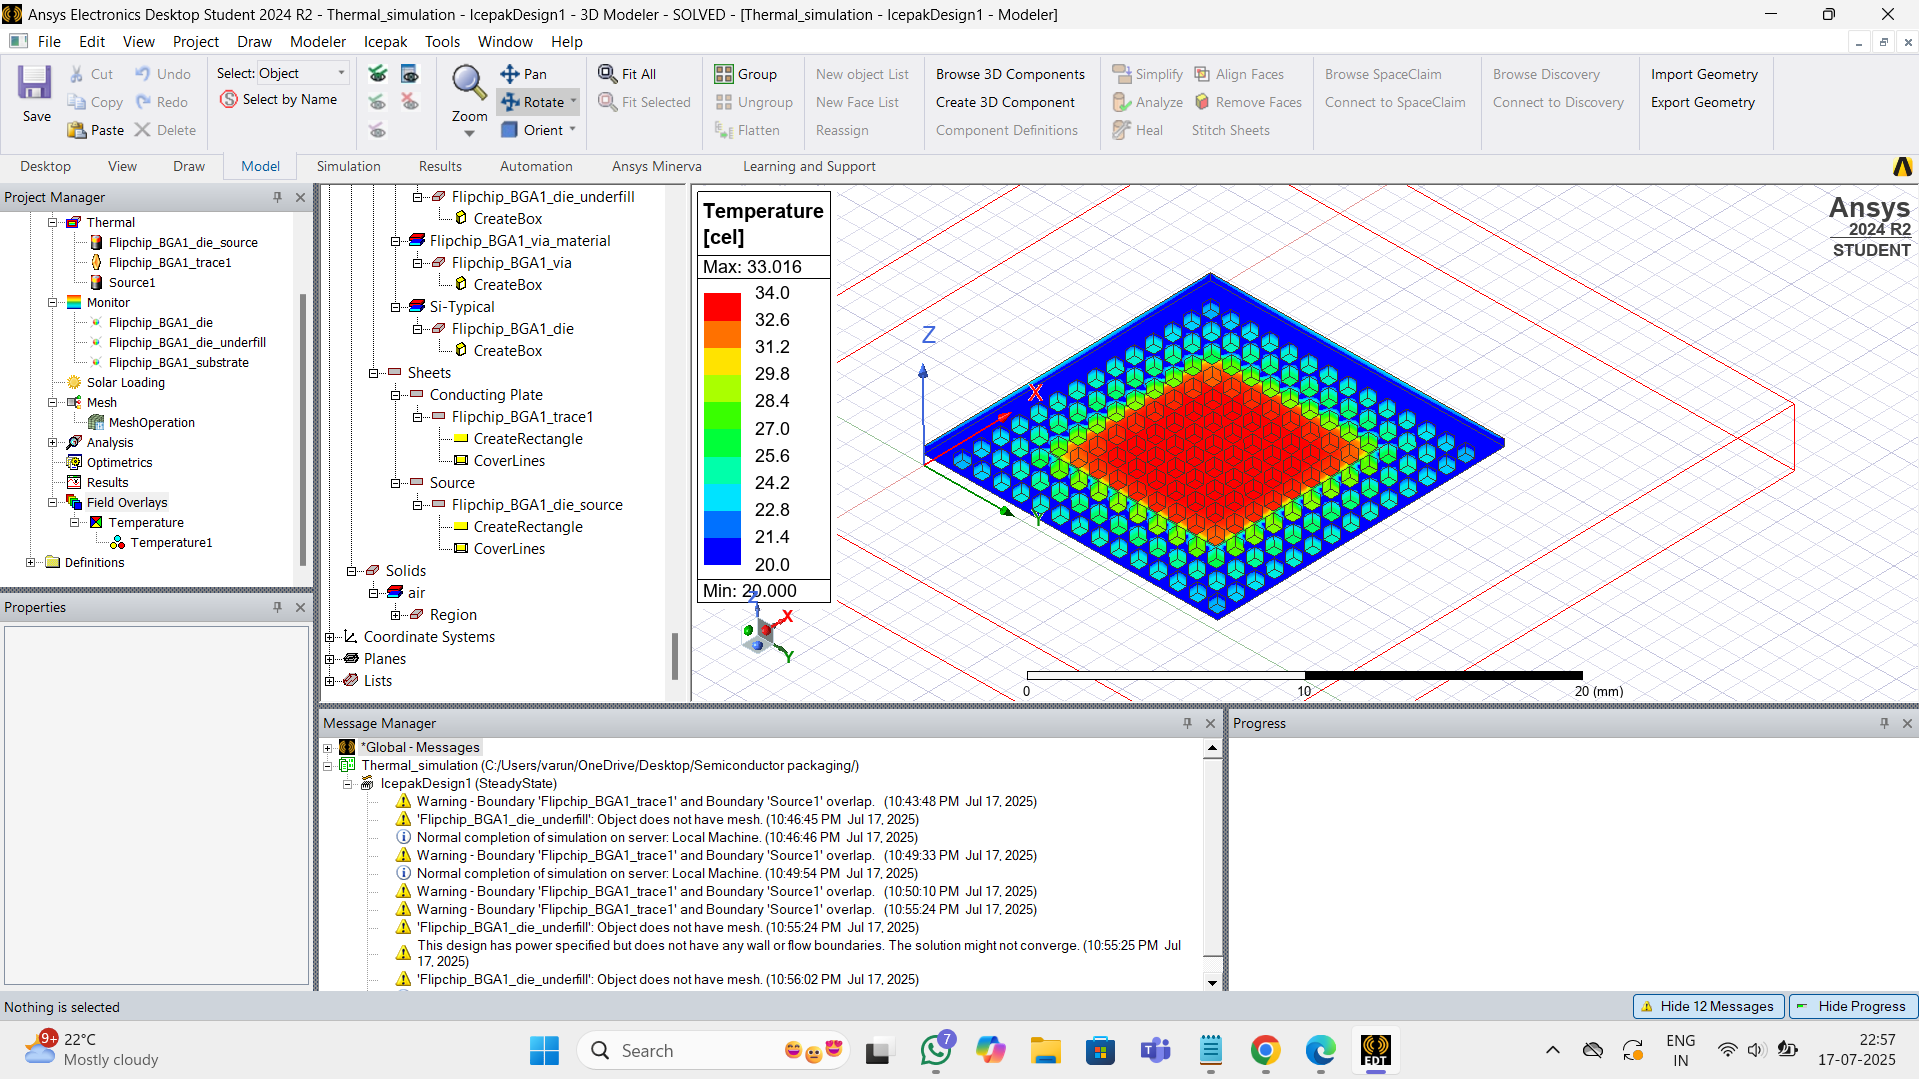 Ansys Electronics Desktop Student 2024 R2 - Thermal_simulation - IcepakDesign1 - 3D Modeler - SOLVED - [Thermal_simulation - IcepakDesign1 - Modeler]
File Edit View Project Draw Modeler Icepak Tools Window Help
Save
Cut
Copy
Paste
Undo
Redo
Delete
Select: Object
Select by Name
Zoom
Pan
Rotate
Orient
Fit All
Fit Selected
Group
Ungroup
Flatten
New object List
New Face List
Reassign
Browse 3D Components
Create 3D Component
Component Definitions
Simplify
Analyze
Heal
Align Faces
Remove Faces
Stitch Sheets
Browse SpaceClaim
Connect to SpaceClaim
Browse Discovery
Connect to Discovery
Import Geometry
Export Geometry
Desktop View Draw Model Simulation Results Automation Ansys Minerva Learning and Support
Project Manager
Thermal
Flipchip_BGA1_die_source
Flipchip_BGA1_trace1
Source1
Monitor
Flipchip_BGA1_die
Flipchip_BGA1_die_underfill
Flipchip_BGA1_substrate
Solar Loading
Mesh
MeshOperation
Analysis
Optimetrics
Results
Field Overlays
Temperature
Temperature1
Definitions
Properties
Flipchip_BGA1_die_underfill
CreateBox
Flipchip_BGA1_via_material
Flipchip_BGA1_via
CreateBox
Si-Typical
Flipchip_BGA1_die
CreateBox
Sheets
Conducting Plate
Flipchip_BGA1_trace1
CreateRectangle
CoverLines
Source
Flipchip_BGA1_die_source
CreateRectangle
CoverLines
Solids
air
Region
Coordinate Systems
Planes
Lists
Temperature
[cel]
Max: 33.016
34.0
32.6
31.2
29.8
28.4
27.0
25.6
24.2
22.8
21.4
20.0
Min: 20.000
Z
X
Y
Z
X
Y
Ansys
2024 R2
STUDENT
0 10 20 (mm)
Message Manager
*Global - Messages
Thermal_simulation (C:/Users/varun/OneDrive/Desktop/Semiconductor packaging/)
IcepakDesign1 (SteadyState)
Warning - Boundary 'Flipchip_BGA1_trace1' and Boundary 'Source1' overlap. (10:43:48 PM Jul 17, 2025)
'Flipchip_BGA1_die_underfill': Object does not have mesh. (10:46:45 PM Jul 17, 2025)
Normal completion of simulation on server: Local Machine. (10:46:46 PM Jul 17, 2025)
Warning - Boundary 'Flipchip_BGA1_trace1' and Boundary 'Source1' overlap. (10:49:33 PM Jul 17, 2025)
Normal completion of simulation on server: Local Machine. (10:49:54 PM Jul 17, 2025)
Warning - Boundary 'Flipchip_BGA1_trace1' and Boundary 'Source1' overlap. (10:50:10 PM Jul 17, 2025)
Warning - Boundary 'Flipchip_BGA1_trace1' and Boundary 'Source1' overlap. (10:55:24 PM Jul 17, 2025)
'Flipchip_BGA1_die_underfill': Object does not have mesh. (10:55:24 PM Jul 17, 2025)
This design has power specified but does not have any wall or flow boundaries. The solution might not converge. (10:55:25 PM Jul
17, 2025)
'Flipchip_BGA1_die_underfill': Object does not have mesh. (10:56:02 PM Jul 17, 2025)
Progress
Nothing is selected
Hide 12 Messages
Hide Progress
9+
22°C
Mostly cloudy
Search
7
EDT
ENG
IN
22:57
17-07-2025